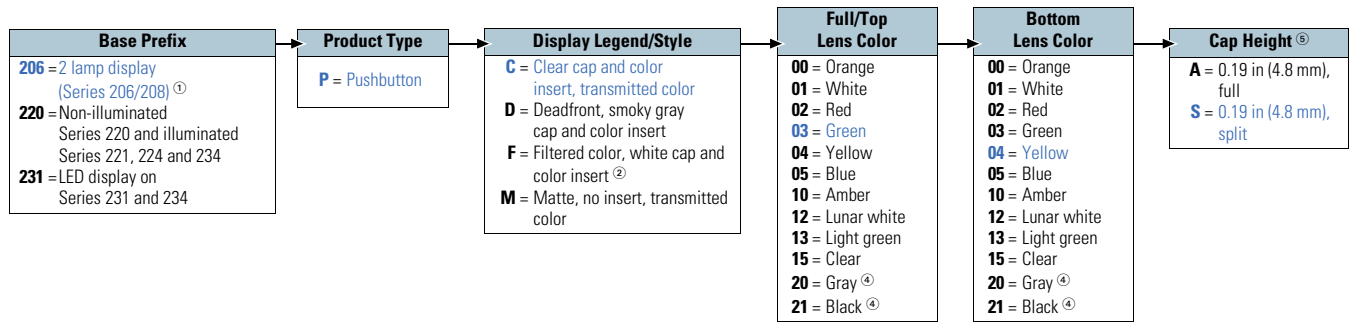 Base Prefix
206 = 2 lamp display
(Series 206/208) ①
220 = Non-illuminated
Series 220 and illuminated
Series 221, 224 and 234
231 = LED display on
Series 231 and 234
Product Type
P = Pushbutton
Display Legend/Style
C = Clear cap and color
insert, transmitted color
D = Deadfront, smoky gray
cap and color insert
F = Filtered color, white cap and
color insert ②
M = Matte, no insert, transmitted
color
Full/Top
Lens Color
00 = Orange
01 = White
02 = Red
03 = Green
04 = Yellow
05 = Blue
10 = Amber
12 = Lunar white
13 = Light green
15 = Clear
20 = Gray ④
21 = Black ④
Bottom
Lens Color
00 = Orange
01 = White
02 = Red
03 = Green
04 = Yellow
05 = Blue
10 = Amber
12 = Lunar white
13 = Light green
15 = Clear
20 = Gray ④
21 = Black ④
Cap Height ⑤
A = 0.19 in (4.8 mm),
full
S = 0.19 in (4.8 mm),
split